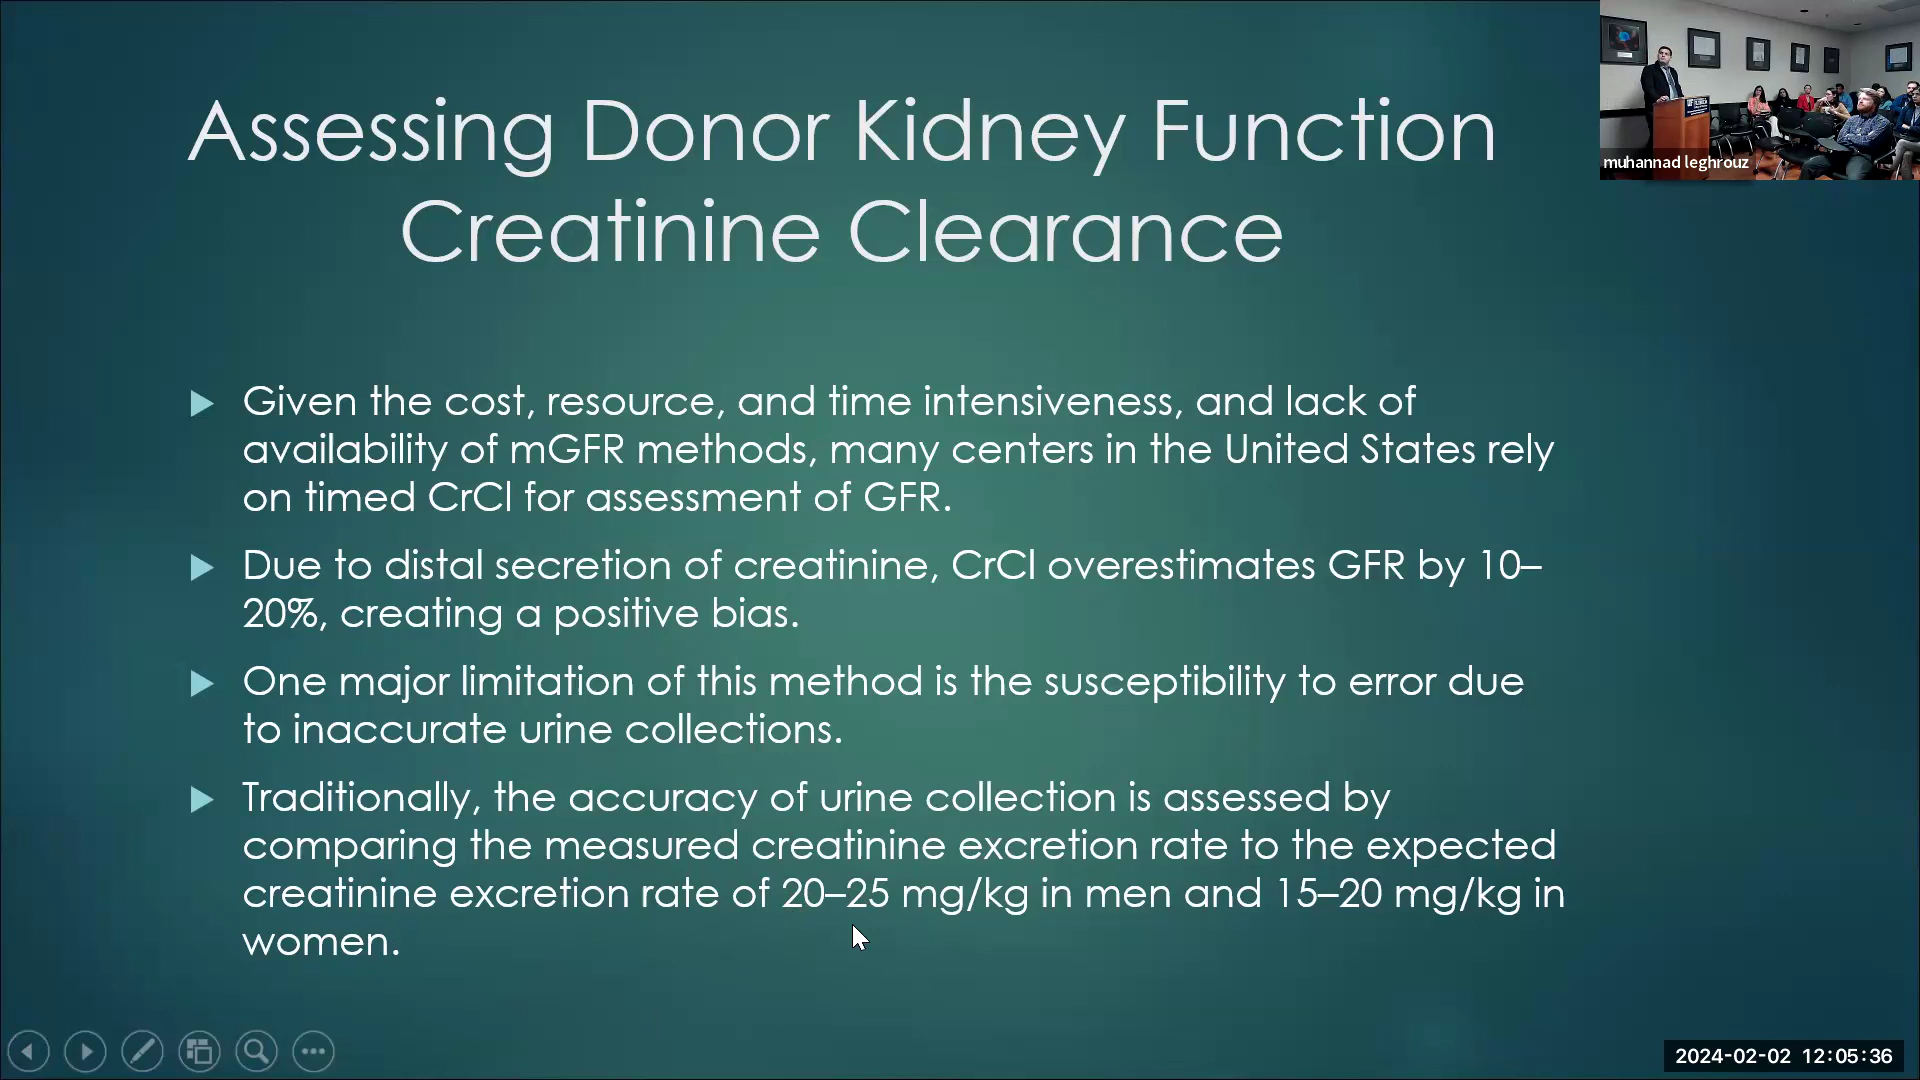 Assessing Donor Kidney Function
Creatinine Clearance
muhannad leghrouz
Given the cost, resource, and time intensiveness, and lack of
availability of mGFR methods, many centers in the United States rely
on timed CrCl for assessment of GFR.
Due to distal secretion of creatinine, CrCl overestimates GFR by 10–
20%, creating a positive bias.
One major limitation of this method is the susceptibility to error due
to inaccurate urine collections.
Traditionally, the accuracy of urine collection is assessed by
comparing the measured creatinine excretion rate to the expected
creatinine excretion rate of 20–25 mg/kg in men and 15–20 mg/kg in
women.
2024-02-02 12:05:36